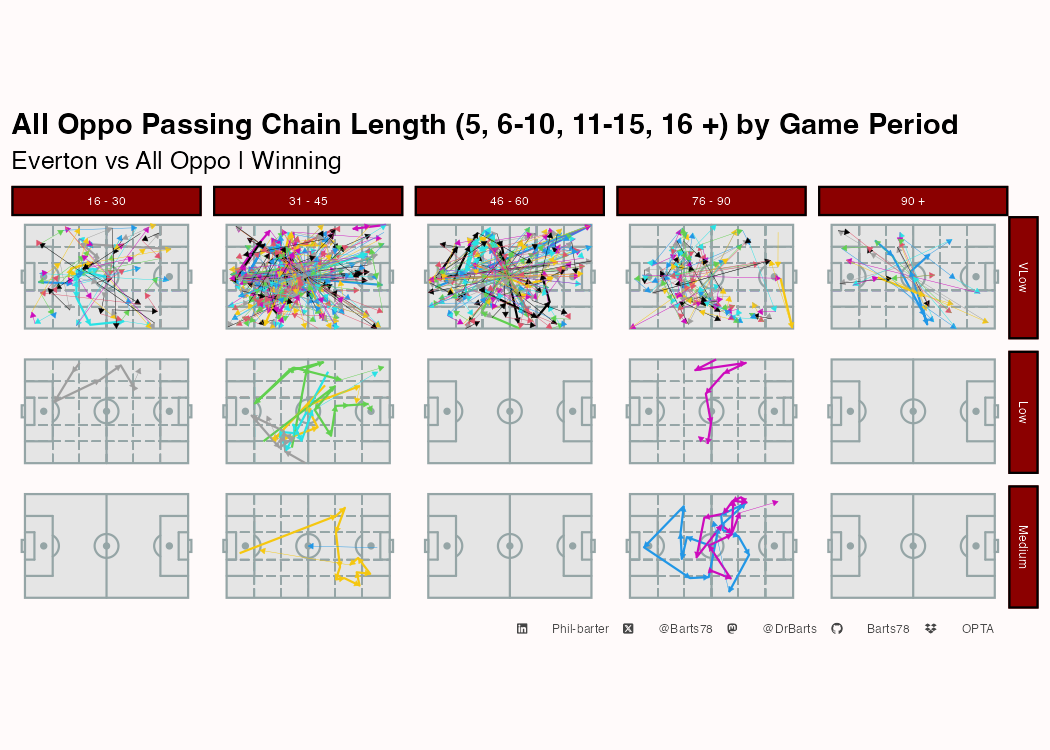 All Oppo Passing Chain Length (5, 6-10, 11-15, 16 +) by Game Period
Everton vs All Oppo | Winning
16 - 30
31 - 45
46 - 60
76 - 90
90 +
VLow
Low
Medium
Phil-barter @Barts78 @DrBarts Barts78 OPTA